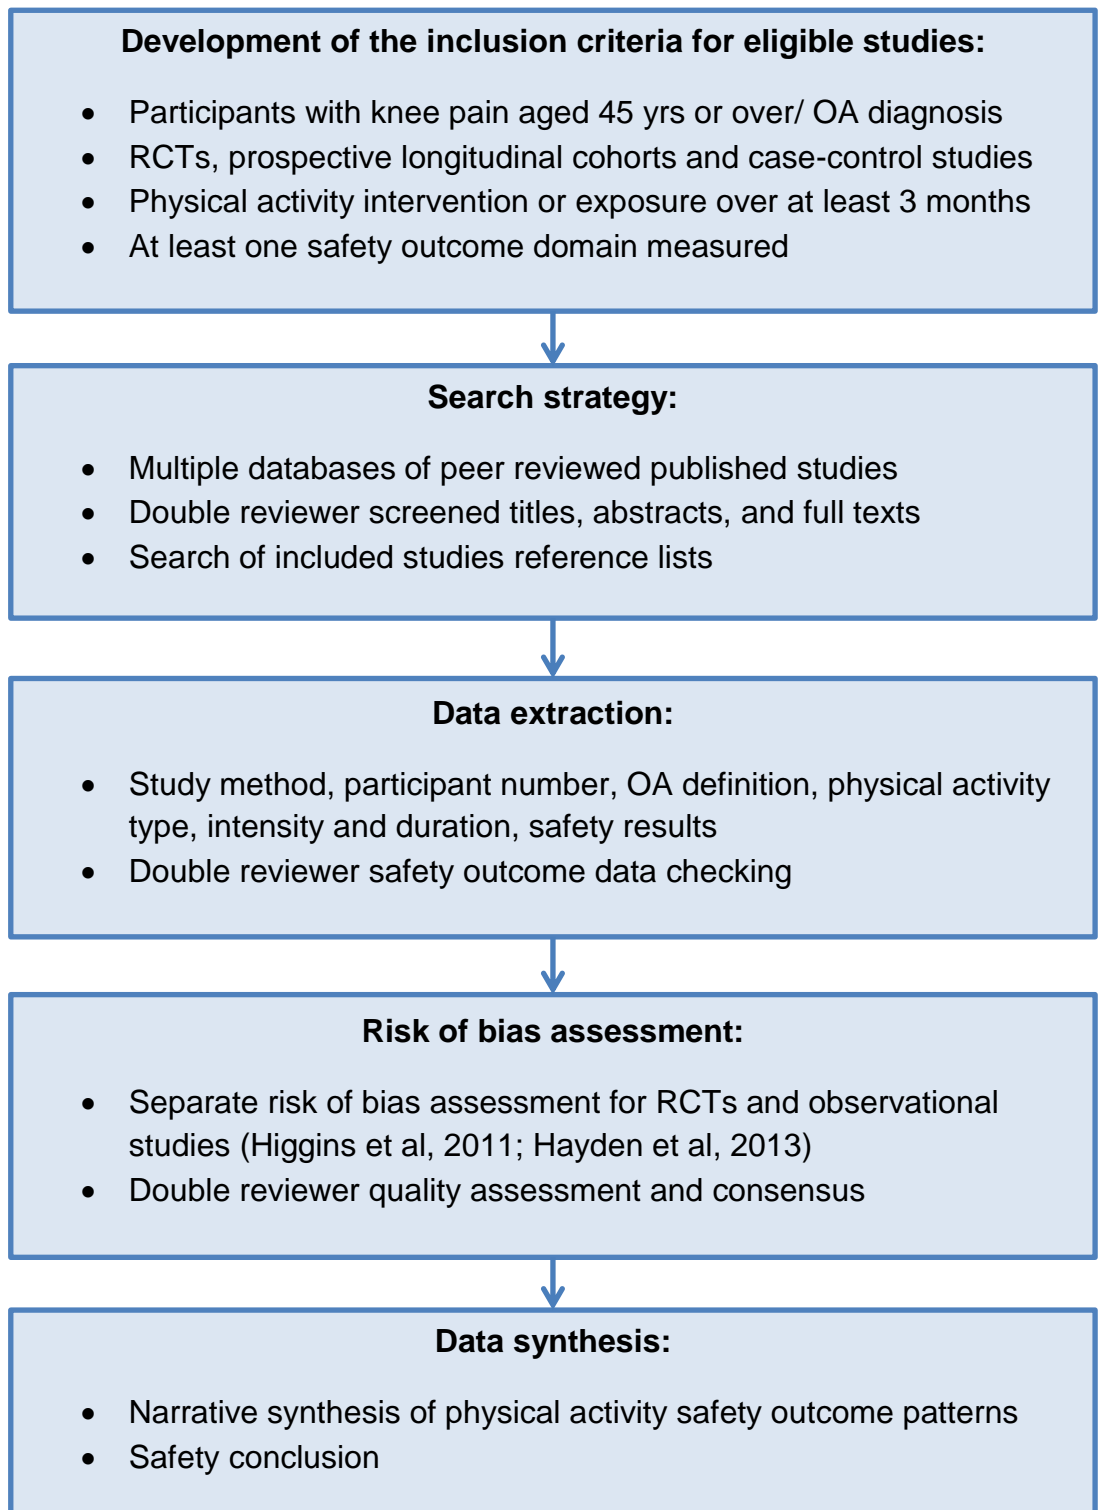 Development of the inclusion criteria for eligible studies:
• Participants with knee pain aged 45 yrs or over/ OA diagnosis
• RCTs, prospective longitudinal cohorts and case-control studies
• Physical activity intervention or exposure over at least 3 months
• At least one safety outcome domain measured
Search strategy:
• Multiple databases of peer reviewed published studies
• Double reviewer screened titles, abstracts, and full texts
• Search of included studies reference lists
Data extraction:
• Study method, participant number, OA definition, physical activity
type, intensity and duration, safety results
• Double reviewer safety outcome data checking
Risk of bias assessment:
• Separate risk of bias assessment for RCTs and observational
studies (Higgins et al, 2011; Hayden et al, 2013)
• Double reviewer quality assessment and consensus
Data synthesis:
• Narrative synthesis of physical activity safety outcome patterns
• Safety conclusion